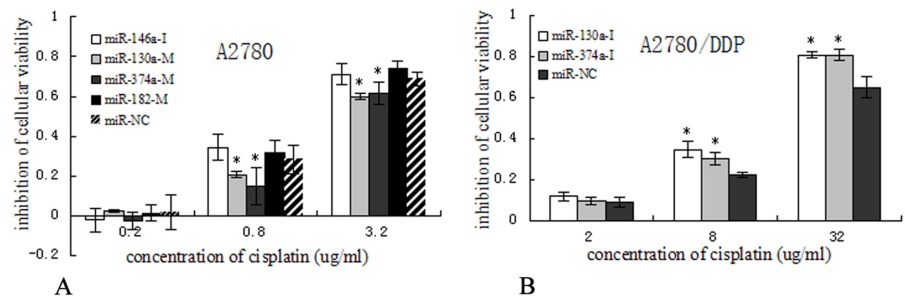 A2780
miR-146a-I
miR-130a-M
miR-374a-M
miR-182-M
miR-NC
inhibition of cellular viability
1
0.8
0.6
0.4
0.2
0
-0.2
* *
* *
0.2 0.8 3.2
concentration of cisplatin (ug/ml)
A
A2780/DDP
miR-130a-I
miR-374a-I
miR-NC
inhibition of cellular viability
1
0.8
0.6
0.4
0.2
0
* *
* *
2 8 32
concentration of cisplatin (ug/ml)
B